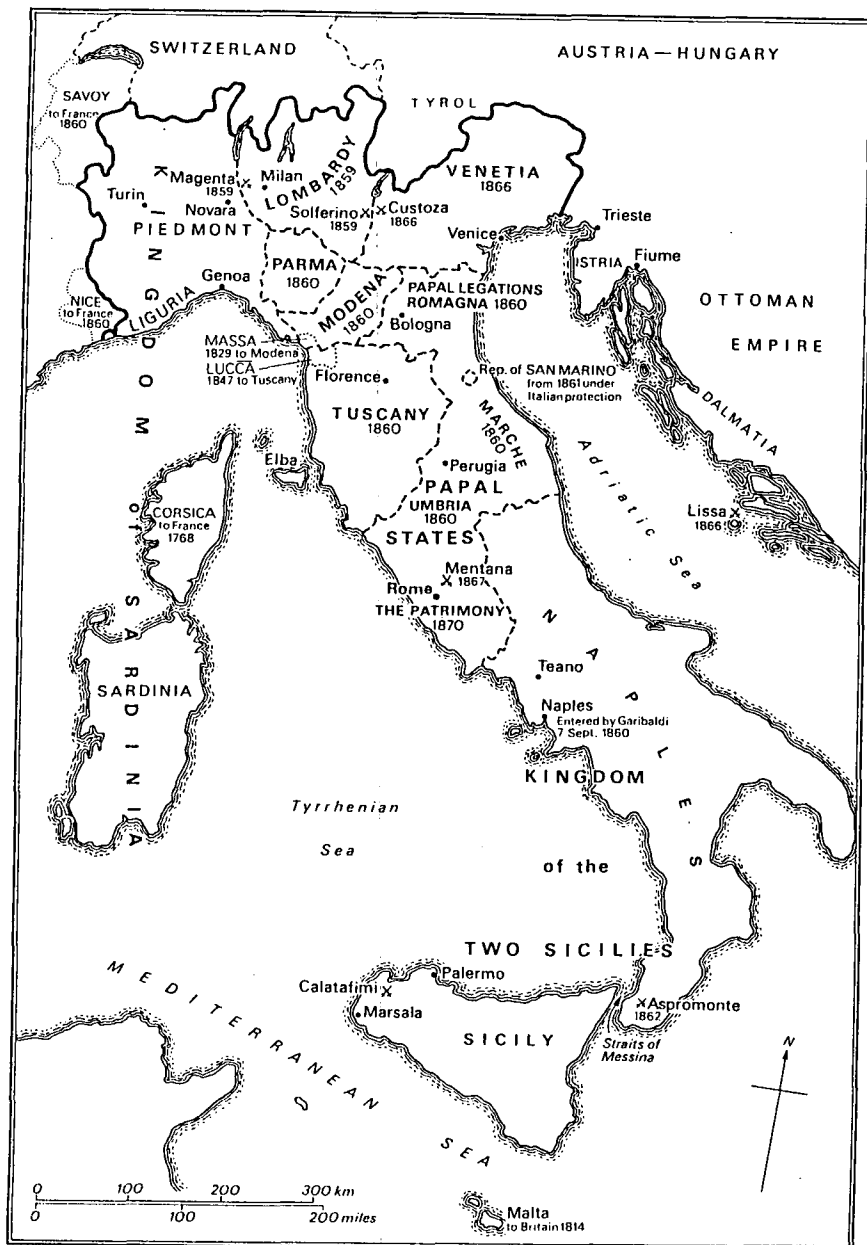 SWITZERLAND
AUSTRIA—HUNGARY
SAVOY
to France
1860
TYROL
KINGDOM of SARDINIA
Magenta
1859
Milan
LOMBARDY
1859
VENETIA
1866
Turin
Novara
PIEDMONT
Solferino
1859
Custoza
1866
Venice
Trieste
ISTRIA
Fiume
PARMA
1860
Genoa
LIGURIA
NICE
to France
1860
MODENA
1860
PAPAL LEGATIONS
ROMAGNA 1860
Bologna
OTTOMAN
EMPIRE
MASSA
1829 to Modena
LUCCA
1847 to Tuscany
Florence
Rep. of SAN MARINO
from 1861 under
Italian protection
DALMATIA
TUSCANY
1860
MARCHE
1860
Adriatic Sea
Elba
Perugia
PAPAL
UMBRIA
1860
STATES
Lissa
1866
CORSICA
to France
1768
Mentana
1867
Rome
THE PATRIMONY
1870
NAPLES
Teano
SARDINIA
Naples
Entered by Garibaldi
7 Sept. 1860
KINGDOM
Tyrrhenian
Sea
of the
TWO SICILIES
MEDITERRANEAN SEA
Calatafimi
Palermo
Marsala
SICILY
Aspromonte
1862
Straits of
Messina
N
0 100 200 300 km
0 100 200 miles
Malta
to Britain 1814